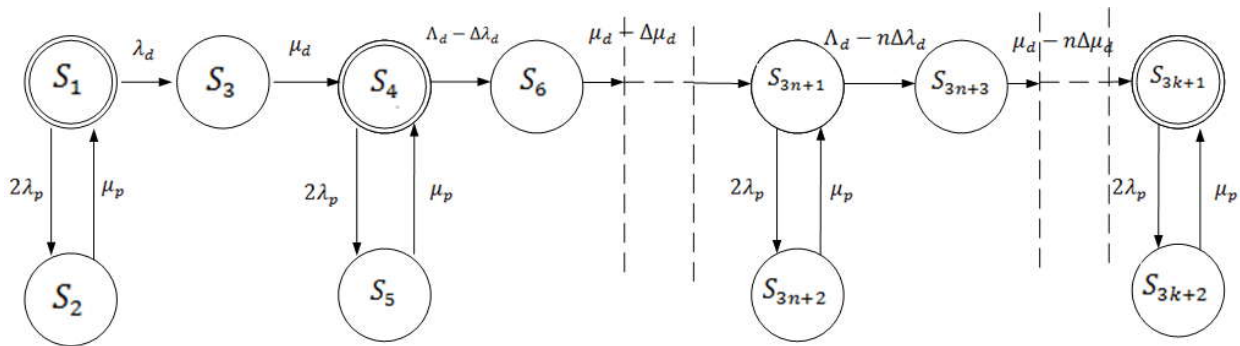 λ_d μ_d Λ_d − Δλ_d μ_d − Δμ_d Λ_d − nΔλ_d μ_d − nΔμ_d
S_1 S_3 S_4 S_6 S_{3n+1} S_{3n+3} S_{3k+1}
2λ_p μ_p 2λ_p μ_p 2λ_p μ_p 2λ_p μ_p
S_2 S_5 S_{3n+2} S_{3k+2}